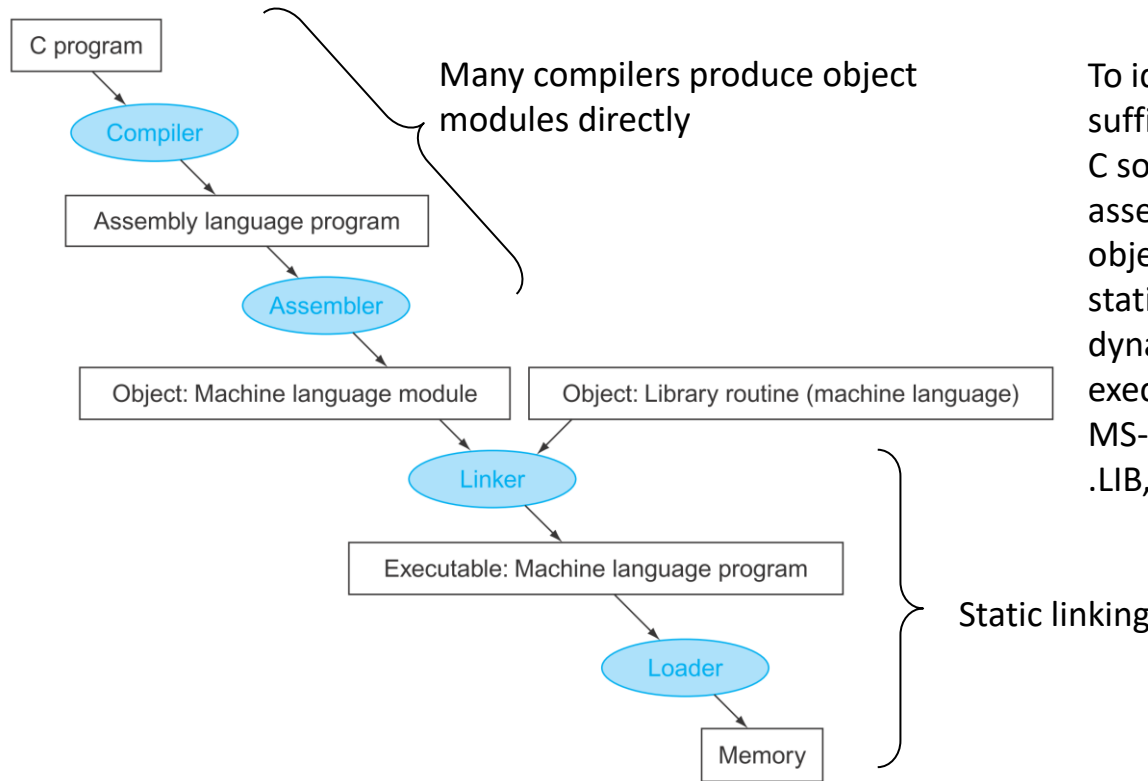 C program
Many compilers produce object
modules directly
Compiler
Assembly language program
Assembler
Object: Machine language module
Object: Library routine (machine language)
Linker
Executable: Machine language program
Static linking
Loader
Memory
To
suffi
C so
asse
obje
stati
dyna
exec
MS-
.LIB,